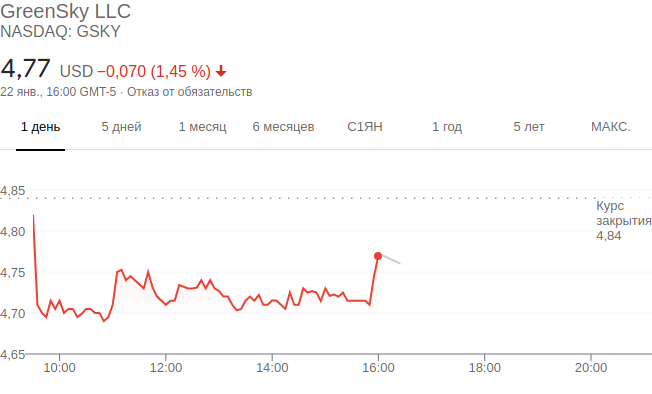 GreenSky LLC
NASDAQ: GSKY
4,77 USD −0,070 (1,45 %)
22 янв., 16:00 GMT-5 · Отказ от обязательств
1 день 5 дней 1 месяц 6 месяцев С1ЯН 1 год 5 лет МАКС.
4,85
Курс
закрытия
4,84
4,80
4,75
4,70
4,65
10:00 12:00 14:00 16:00 18:00 20:00